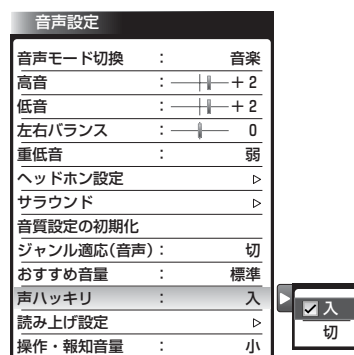 音声設定
音声モード切換 : 音楽
高音 : +2
低音 : +2
左右バランス : 0
重低音 : 弱
ヘッドホン設定
サラウンド
音質設定の初期化
ジャンル適応(音声) : 切
おすすめ音量 : 標準
声ハッキリ : 入
入
切
読み上げ設定
操作・報知音量 : 小